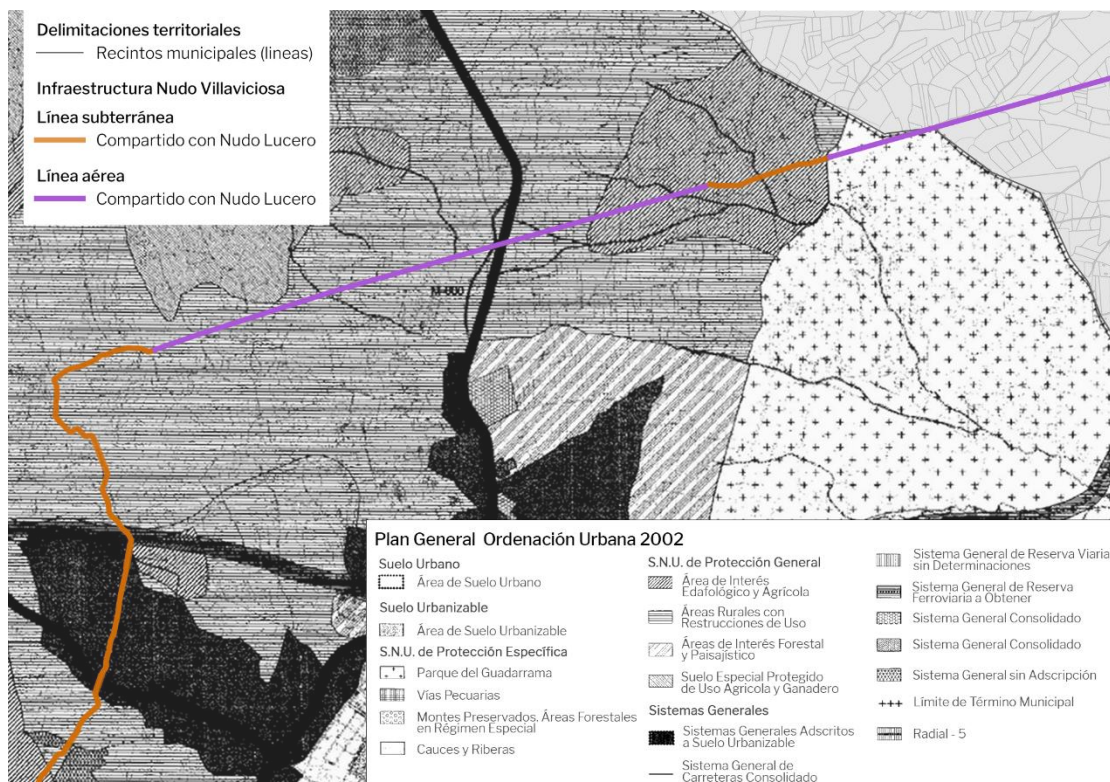 Delimitaciones territoriales
Recintos municipales (lineas)
Infraestructura Nudo Villaviciosa
Línea subterránea
Compartido con Nudo Lucero
Línea aérea
Compartido con Nudo Lucero
M-600
Plan General Ordenación Urbana 2002
Suelo Urbano
Área de Suelo Urbano
Suelo Urbanizable
Área de Suelo Urbanizable
S.N.U. de Protección Específica
Parque del Guadarrama
Vías Pecuarias
Montes Preservados. Áreas Forestales
en Régimen Especial
Cauces y Riberas
S.N.U. de Protección General
Área de Interés
Edafológico y Agrícola
Áreas Rurales con
Restrucciones de Uso
Áreas de Interés Forestal
y Paisajístico
Suelo Especial Protegido
de Uso Agrícola y Ganadero
Sistemas Generales
Sistemas Generales Adscritos
a Suelo Urbanizable
Sistema General de
Carreteras Consolidado
Sistema General de Reserva Viaria
sin Determinaciones
Sistema General de Reserva
Ferroviaria a Obtener
Sistema General Consolidado
Sistema General Consolidado
Sistema General sin Adscripción
Límite de Término Municipal
Radial - 5